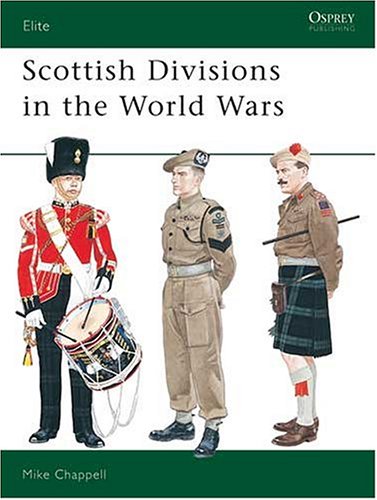 Elite
OSPREY
PUBLISHING
Scottish Divisions
in the World Wars
Mike Chappell